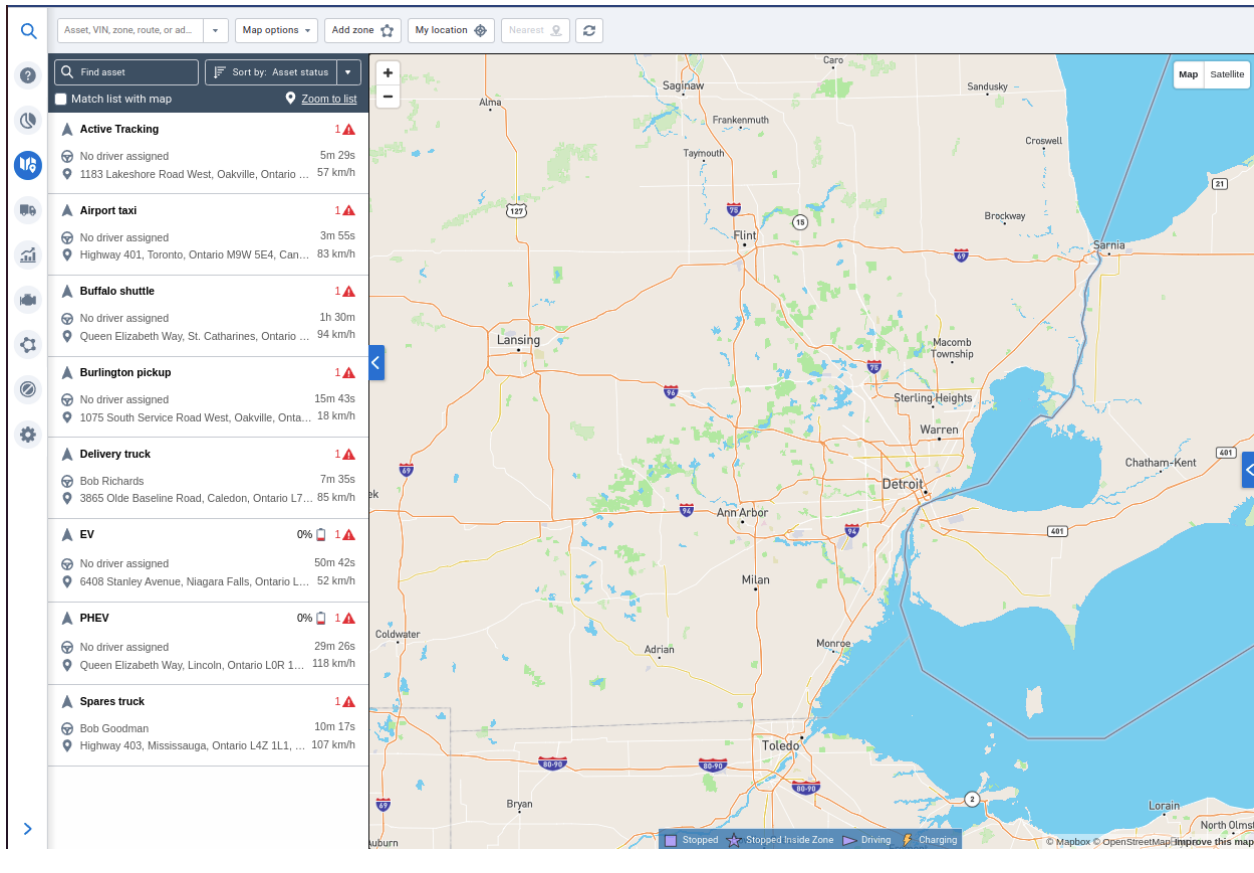 Asset, VIN, zone, route, or ad...
Map options
Add zone
My location
Nearest
Find asset
Sort by: Asset status
Match list with map
Zoom to list
Active Tracking 1
No driver assigned 5m 29s
1183 Lakeshore Road West, Oakville, Ontario ... 57 km/h
Airport taxi 1
No driver assigned 3m 55s
Highway 401, Toronto, Ontario M9W 5E4, Can... 83 km/h
Buffalo shuttle 1
No driver assigned 1h 30m
Queen Elizabeth Way, St. Catharines, Ontario ... 94 km/h
Burlington pickup 1
No driver assigned 15m 43s
1075 South Service Road West, Oakville, Onta... 18 km/h
Delivery truck 1
Bob Richards 7m 35s
3865 Olde Baseline Road, Caledon, Ontario L7... 85 km/h
EV 0% 1
No driver assigned 50m 42s
6408 Stanley Avenue, Niagara Falls, Ontario L... 52 km/h
PHEV 0% 1
No driver assigned 29m 26s
Queen Elizabeth Way, Lincoln, Ontario L0R 1... 118 km/h
Spares truck 1
Bob Goodman 10m 17s
Highway 403, Mississauga, Ontario L4Z 1L1, ... 107 km/h
+
−
Map Satellite
Caro
Saginaw
Sandusky
Alma
Frankenmuth
Croswell
Taymouth
21
127
75
15
Brockway
Flint
Sarnia
69
69
Lansing
Macomb
Township
75
96
Sterling Heights
Warren
401
Chatham-Kent
69
Detroit
ek
94
Ann Arbor
94
401
Milan
Coldwater
Monroe
Adrian
Toledo
80-90
80-90
80-90
69
Bryan
2
Lorain
North Olmst
uburn
Stopped
Stopped Inside Zone
Driving
Charging
© Mapbox © OpenStreetMap Improve this map